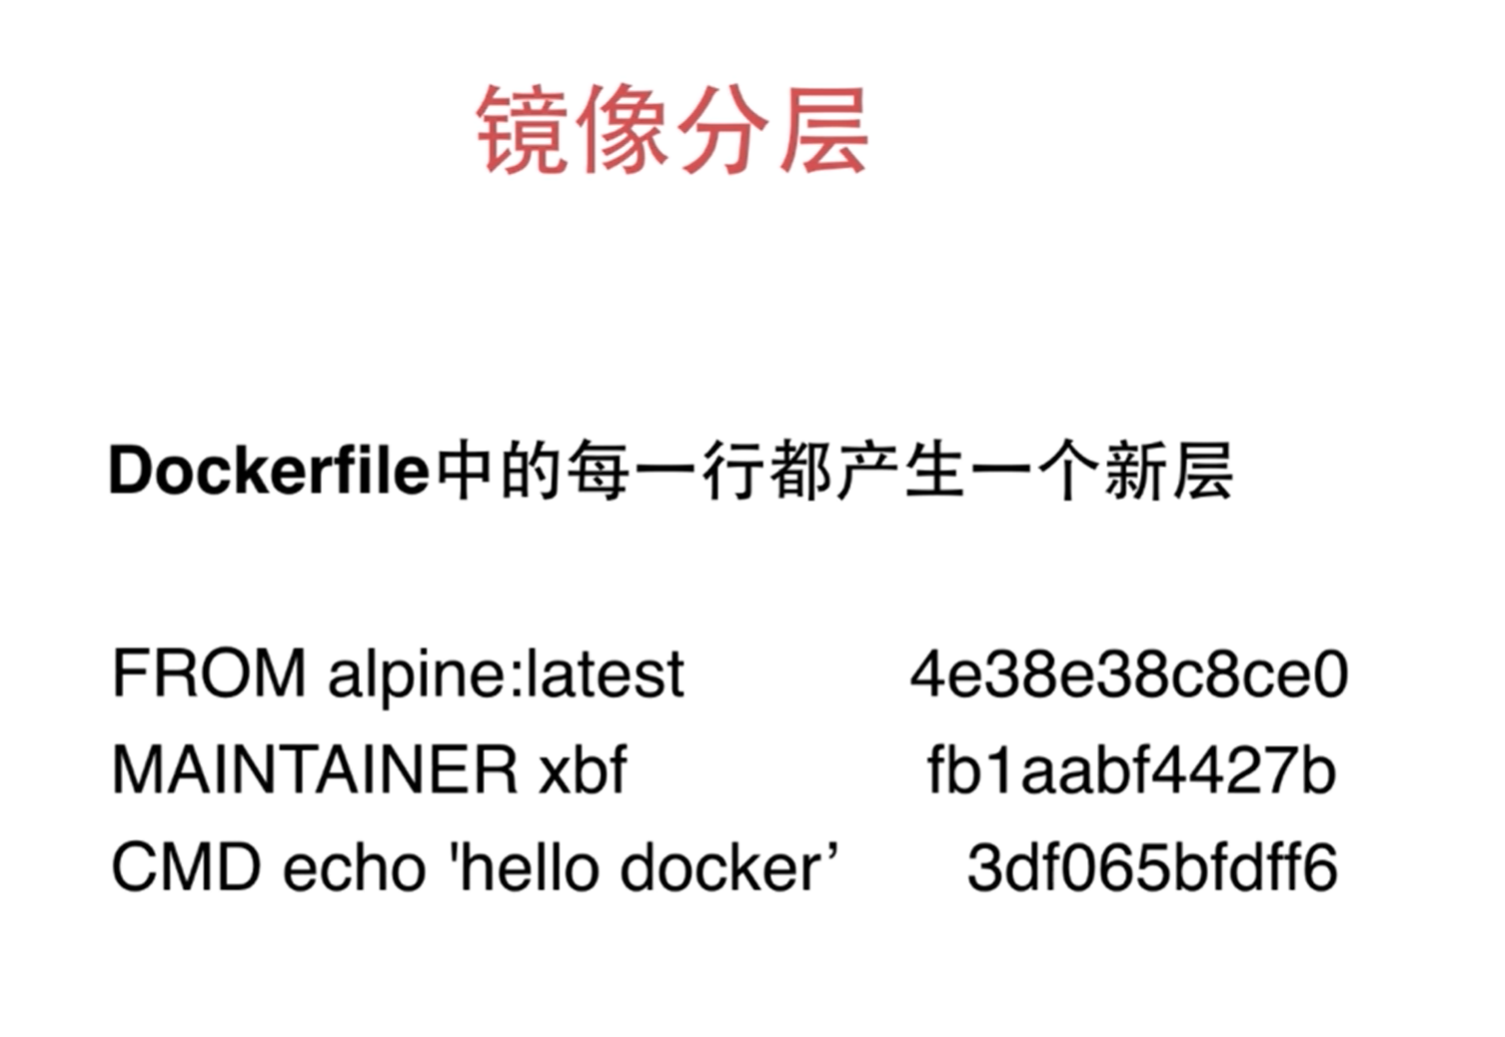 镜像分层
Dockerfile中的每一行都产生一个新层
FROM alpine:latest 4e38e38c8ce0
MAINTAINER xbf fb1aabf4427b
CMD echo 'hello docker’ 3df065bfdff6